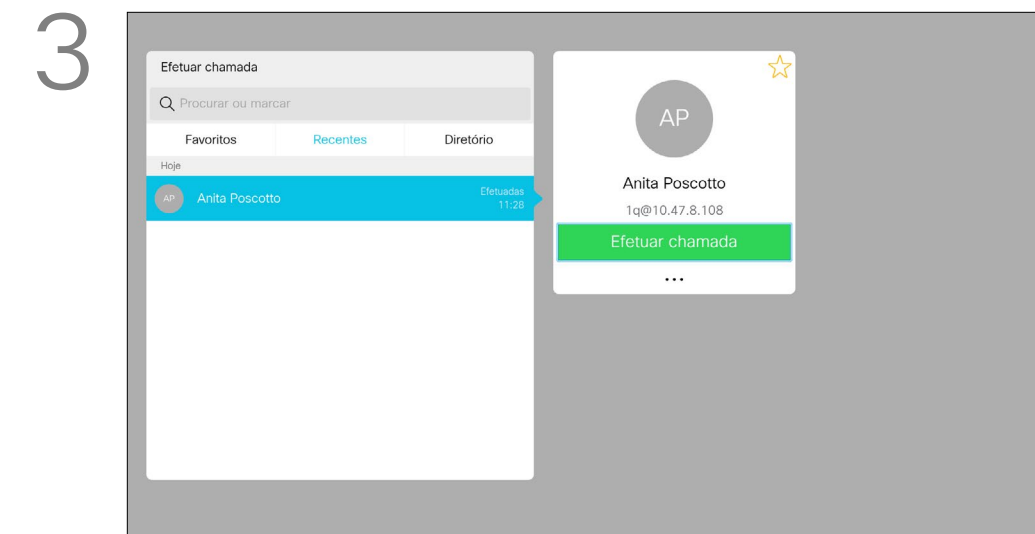 3
Efetuar chamada
Procurar ou marcar
Favoritos Recentes Diretório
Hoje
AP Anita Poscotto Efetuadas
11:28
AP
Anita Poscotto
1q@10.47.8.108
Efetuar chamada
...